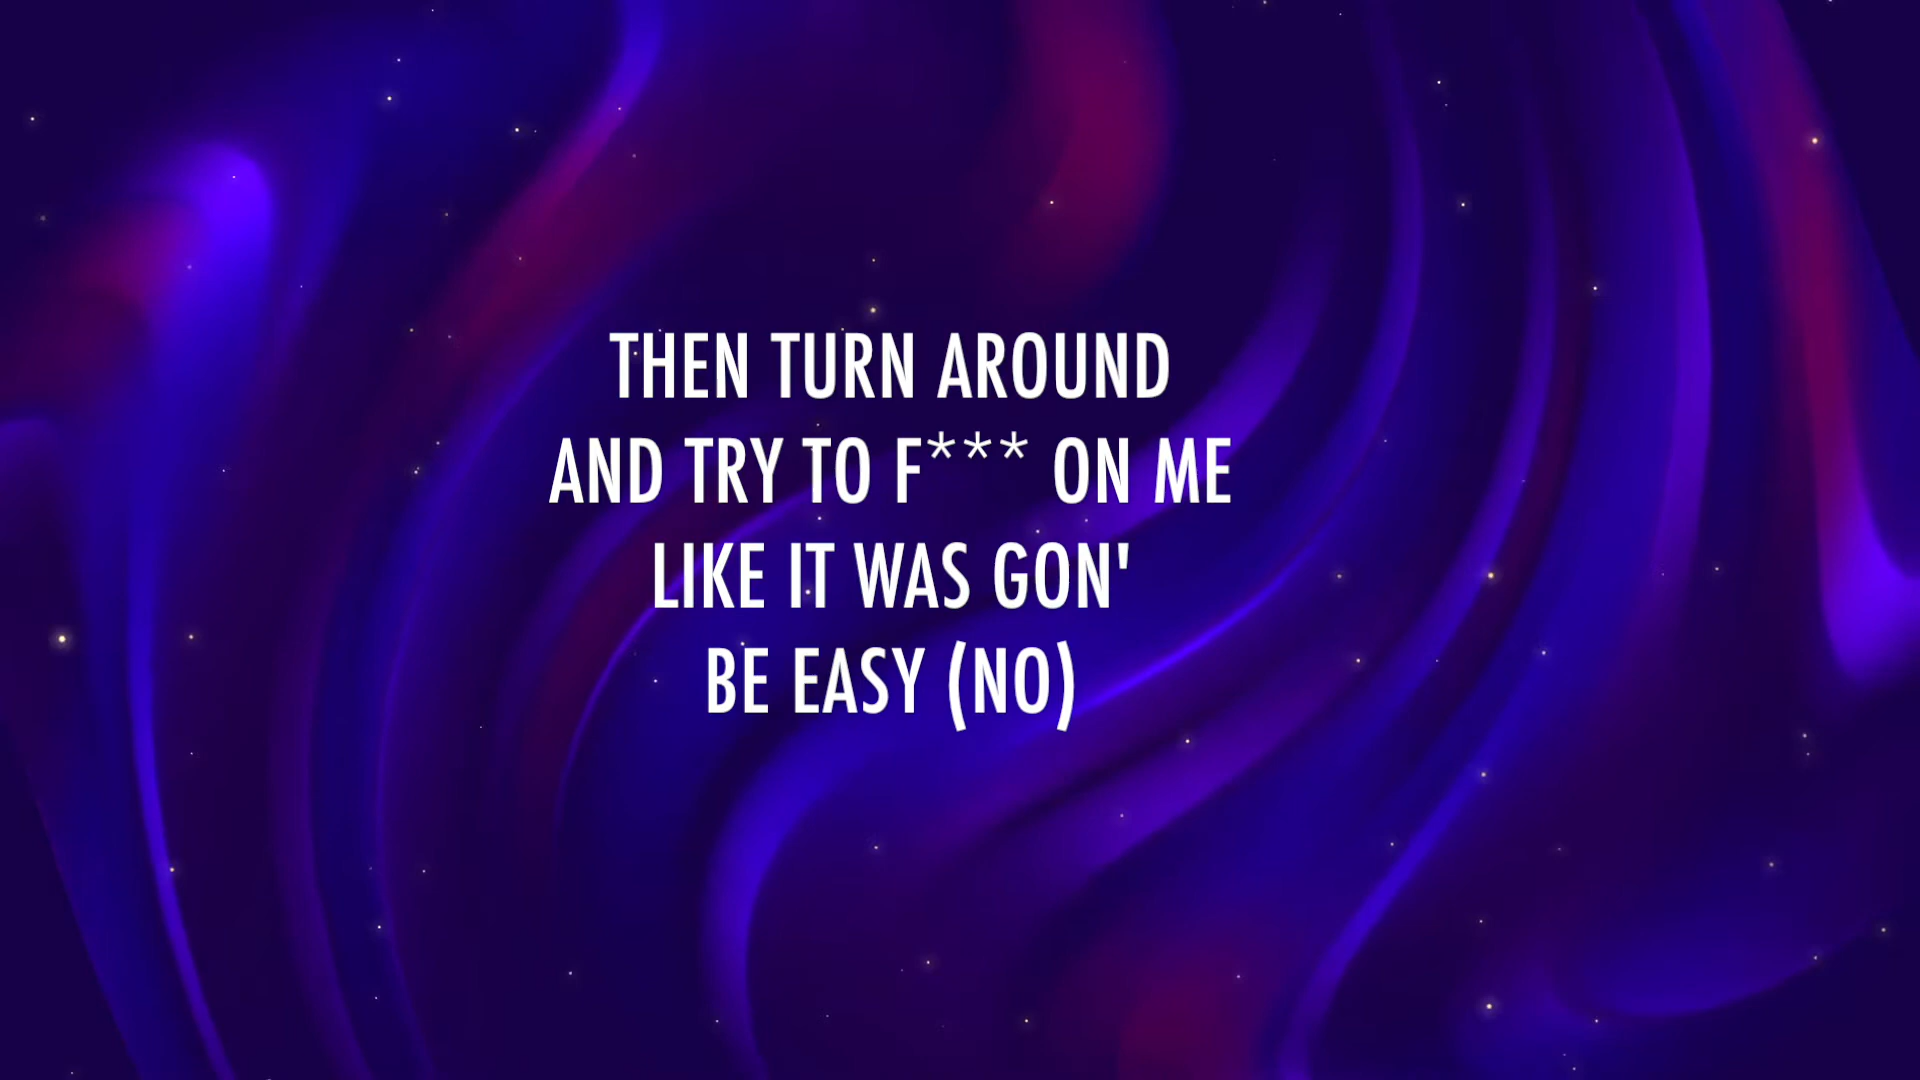 THEN TURN AROUND
AND TRY TO F*** ON ME
LIKE IT WAS GON'
BE EASY (NO)